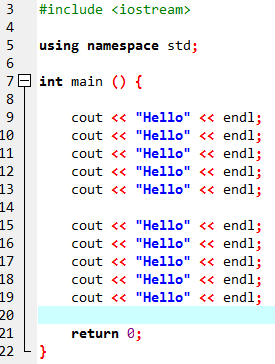 3 #include <iostream>
4
5 using namespace std;
6
7 int main () {
8
9 cout << "Hello" << endl;
10 cout << "Hello" << endl;
11 cout << "Hello" << endl;
12 cout << "Hello" << endl;
13 cout << "Hello" << endl;
14
15 cout << "Hello" << endl;
16 cout << "Hello" << endl;
17 cout << "Hello" << endl;
18 cout << "Hello" << endl;
19 cout << "Hello" << endl;
20
21 return 0;
22 }